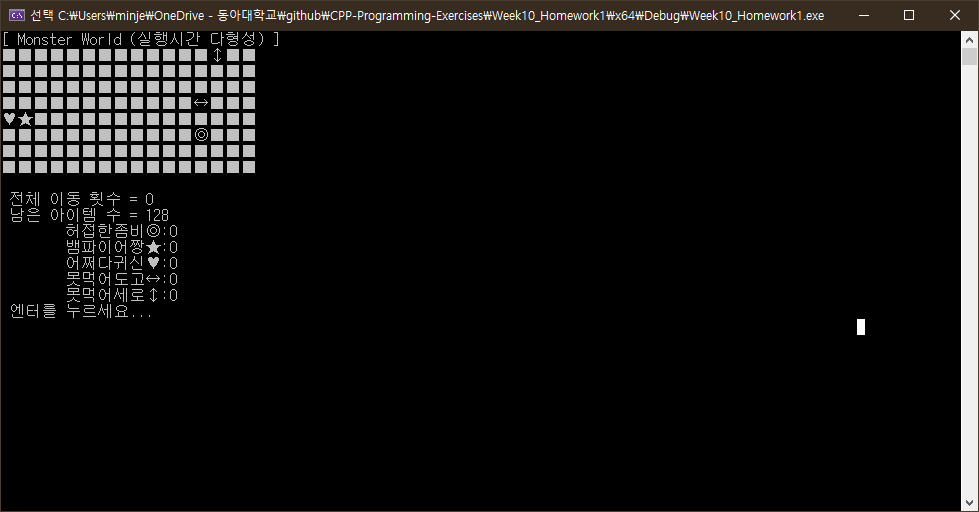 선택 C:₩Users₩minje₩OneDrive - 동아대학교₩github₩CPP-Programming-Exercises₩Week10_Homework1₩x64₩Debug₩Week10_Homework1.exe
[ Monster World (실행시간 다형성) ]
■■■■■■■■■■■■■↕■■
■■■■■■■■■■■■■■■■
■■■■■■■■■■■■■■■■
■■■■■■■■■■■■↔■■■
♥★■■■■■■■■■■■■■■
■■■■■■■■■■■■◎■■■
■■■■■■■■■■■■■■■■
■■■■■■■■■■■■■■■■
전체 이동 횟수 = 0
남은 아이템 수 = 128
허접한좀비◎:0
뱀파이어짱★:0
어쩌다귀신♥:0
못먹어도고↔:0
못먹어세로↕:0
엔터를 누르세요...